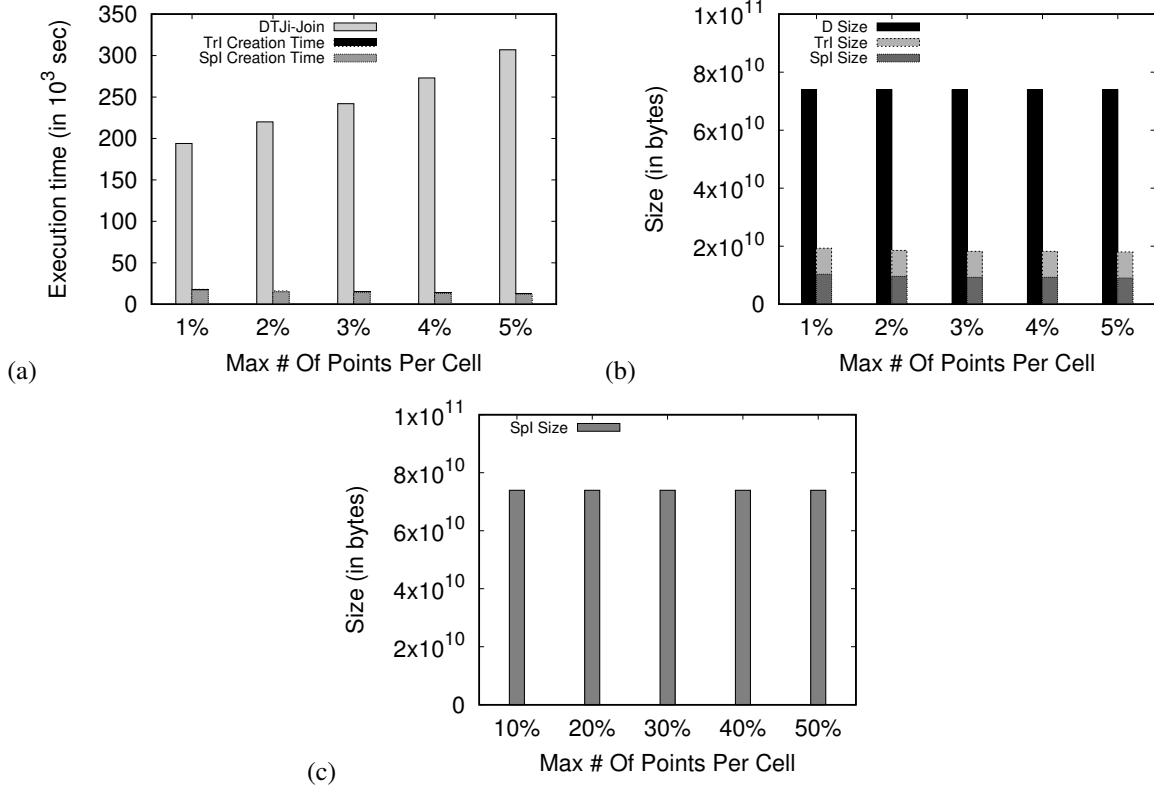 350
300
250
200
150
100
50
0
Execution time (in 10³ sec)
DTJi-Join
TrI Creation Time
SpI Creation Time
1% 2% 3% 4% 5%
Max # Of Points Per Cell
(a)
1x10¹¹
8x10¹⁰
6x10¹⁰
4x10¹⁰
2x10¹⁰
0
Size (in bytes)
D Size
TrI Size
SpI Size
1% 2% 3% 4% 5%
Max # Of Points Per Cell
(b)
1x10¹¹
8x10¹⁰
6x10¹⁰
4x10¹⁰
2x10¹⁰
0
Size (in bytes)
SpI Size
10% 20% 30% 40% 50%
Max # Of Points Per Cell
(c)